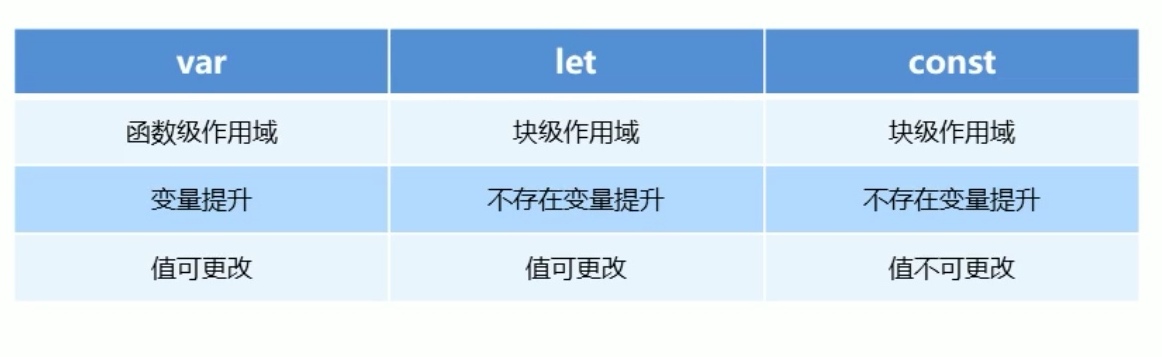 var let const
函数级作用域 块级作用域 块级作用域
变量提升 不存在变量提升 不存在变量提升
值可更改 值可更改 值不可更改